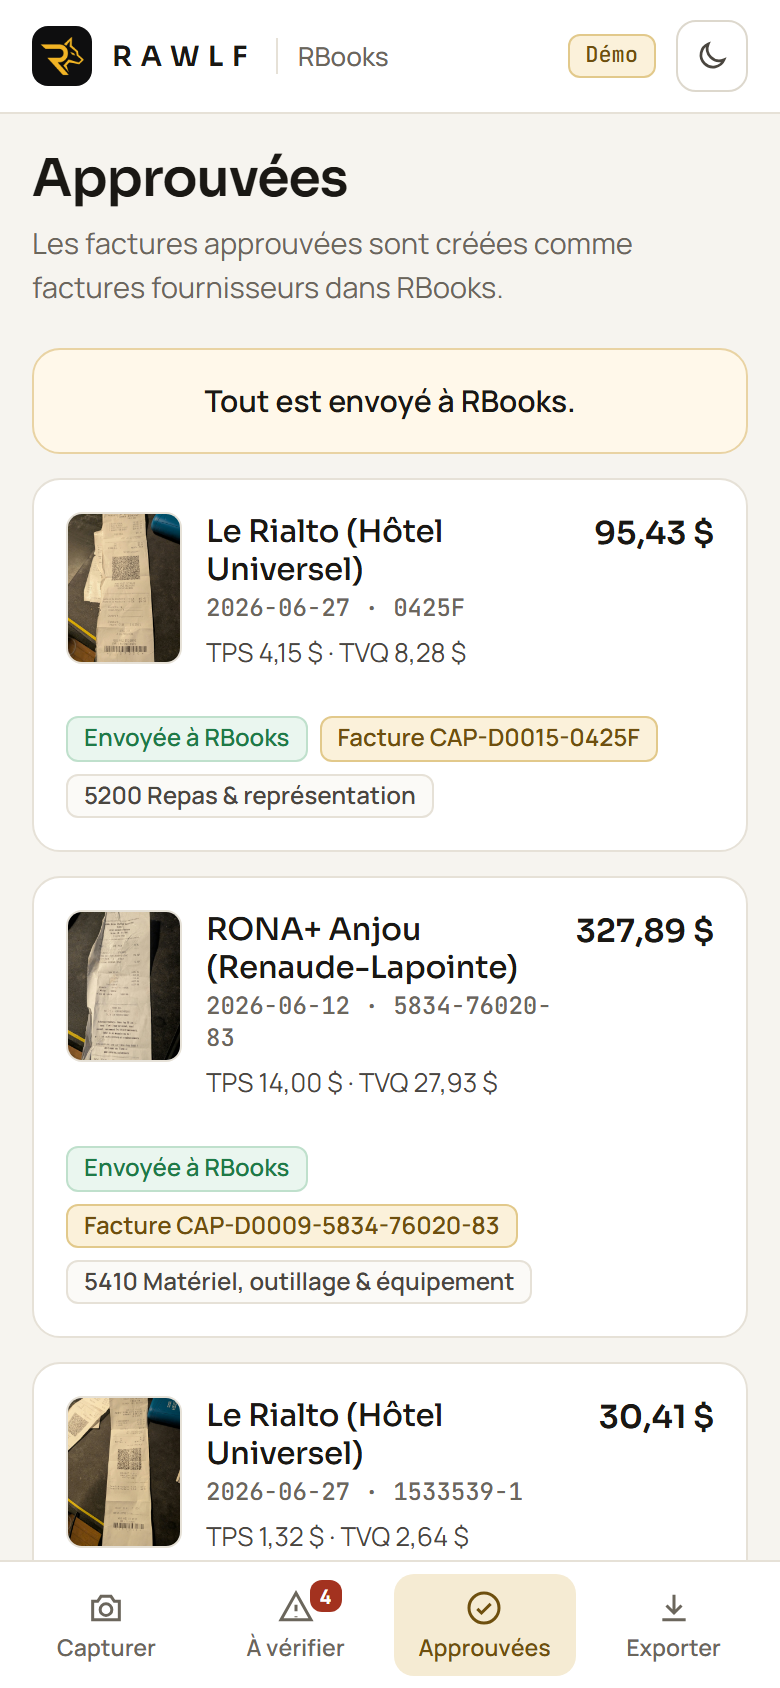 RAWLF RBooks Démo
Approuvées
Les factures approuvées sont créées comme
factures fournisseurs dans RBooks.
Tout est envoyé à RBooks.
Le Rialto (Hôtel
Universel)
95,43 $
2026-06-27 · 0425F
TPS 4,15 $ · TVQ 8,28 $
Envoyée à RBooks
Facture CAP-D0015-0425F
5200 Repas & représentation
RONA+ Anjou
(Renaude-Lapointe)
327,89 $
2026-06-12 · 5834-76020-
83
TPS 14,00 $ · TVQ 27,93 $
Envoyée à RBooks
Facture CAP-D0009-5834-76020-83
5410 Matériel, outillage & équipement
Le Rialto (Hôtel
Universel)
30,41 $
2026-06-27 · 1533539-1
TPS 1,32 $ · TVQ 2,64 $
4
Capturer
À vérifier
Approuvées
Exporter